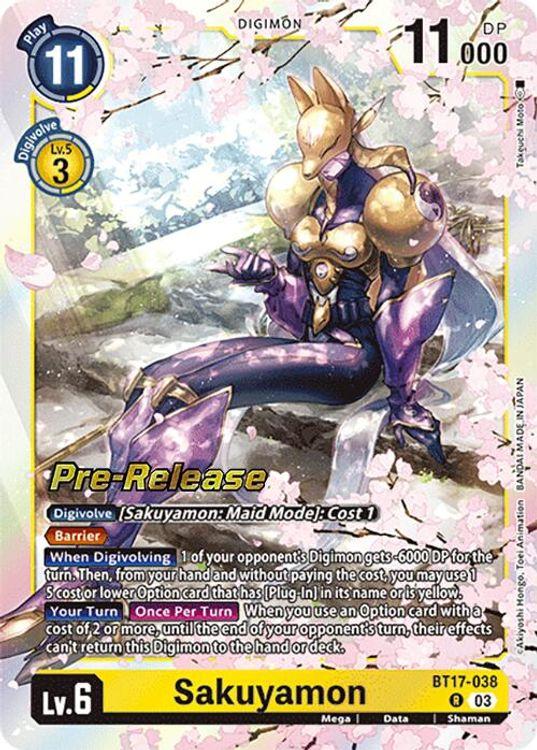 Play
11
DIGIMON
11000
DP
Digivolve
Lv.5
3
Takeuchi Moto
Pre-Release
Digivolve [Sakuyamon: Maid Mode]: Cost 1
Barrier
When Digivolving 1 of your opponent's Digimon gets -6000 DP for the
turn. Then, from your hand and without paying the cost, you may use 1
5 cost or lower Option card that has [Plug-In] in its name or is yellow.
Your Turn Once Per Turn When you use an Option card with a
cost of 2 or more, until the end of your opponent's turn, their effects
can't return this Digimon to the hand or deck.
©Akiyoshi Hongo, Toei Animation BANDAI MADE IN JAPAN
Lv.6
Sakuyamon
BT17-038
R 03
Mega | Data | Shaman